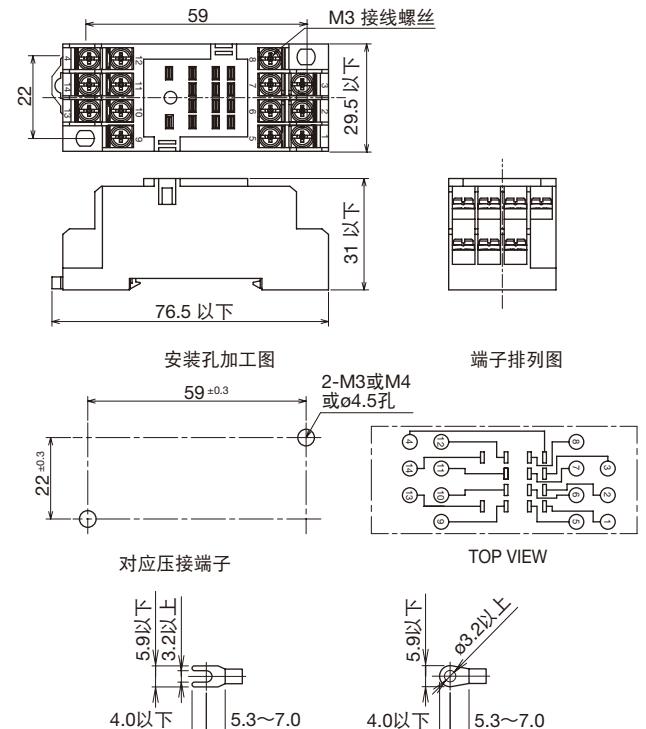 59
M3 接线螺丝
22
29.5 以下
4
14
13
12
11
10
9
8
7
6
5
3
2
1
31 以下
76.5 以下
安装孔加工图
端子排列图
59 ±0.3
2-M3或M4
或ø4.5孔
22 ±0.3
4
12
8
14
11
7
3
13
10
6
2
9
5
1
对应压接端子
TOP VIEW
5.9以下
3.2以上
4.0以下
5.3～7.0
5.9以下
ø3.2以上
4.0以下
5.3～7.0